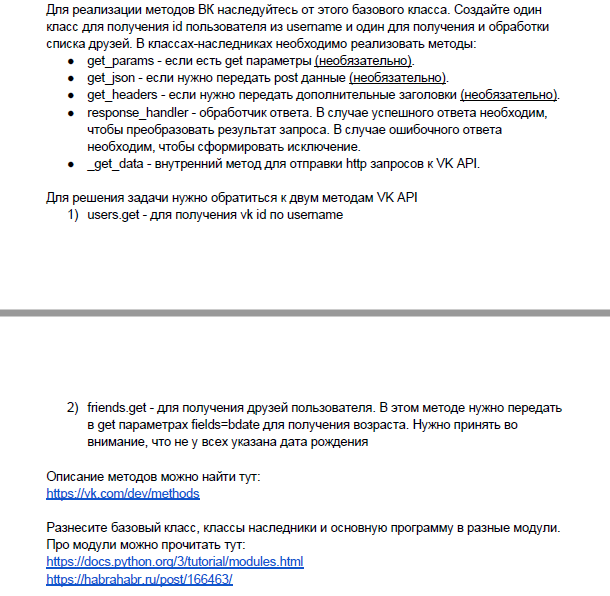 Для реализации методов ВК наследуйтесь от этого базового класса. Создайте один
класс для получения id пользователя из username и один для получения и обработки
списка друзей. В классах-наследниках необходимо реализовать методы:
● get_params - если есть get параметры (необязательно).
● get_json - если нужно передать post данные (необязательно).
● get_headers - если нужно передать дополнительные заголовки (необязательно).
● response_handler - обработчик ответа. В случае успешного ответа необходим,
чтобы преобразовать результат запроса. В случае ошибочного ответа
необходим, чтобы сформировать исключение.
● _get_data - внутренний метод для отправки http запросов к VK API.
Для решения задачи нужно обратиться к двум методам VK API
1) users.get - для получения vk id по username
2) friends.get - для получения друзей пользователя. В этом методе нужно передать
в get параметрах fields=bdate для получения возраста. Нужно принять во
внимание, что не у всех указана дата рождения
Описание методов можно найти тут:
https://vk.com/dev/methods
Разнесите базовый класс, классы наследники и основную программу в разные модули.
Про модули можно прочитать тут:
https://docs.python.org/3/tutorial/modules.html
https://habrahabr.ru/post/166463/